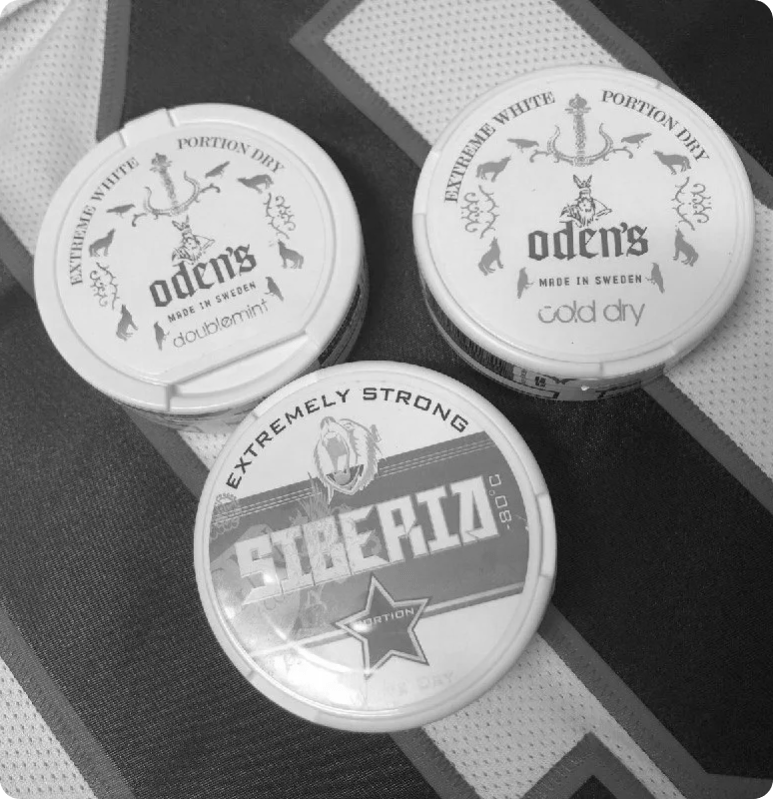 EXTREME WHITE PORTION DRY
oden's
MADE IN SWEDEN
doublemint
EXTREME WHITE PORTION DRY
oden's
MADE IN SWEDEN
cold dry
EXTREMELY STRONG
SIBERIA
-80°C
PORTION